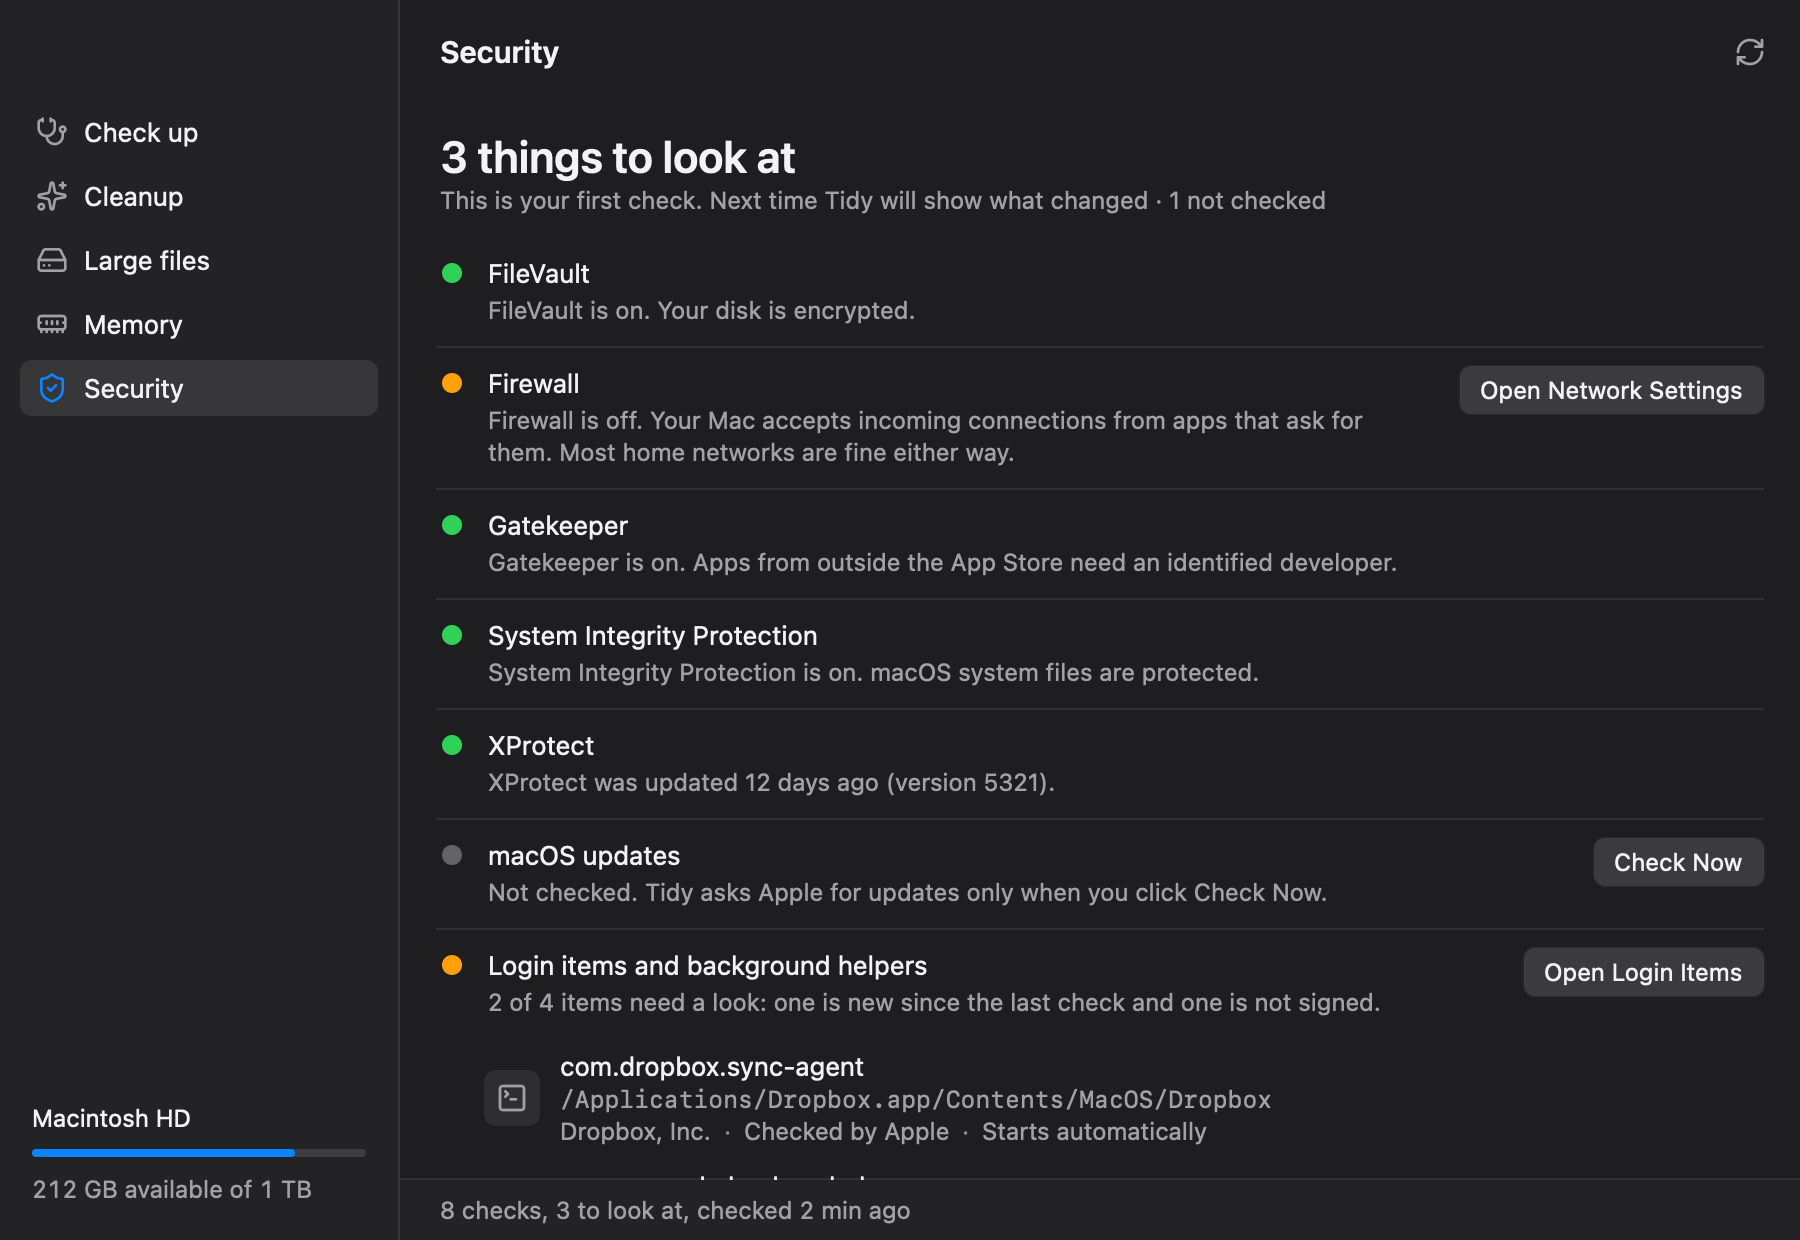 Security
Check up
Cleanup
Large files
Memory
Security
3 things to look at
This is your first check. Next time Tidy will show what changed · 1 not checked
FileVault
FileVault is on. Your disk is encrypted.
Firewall
Open Network Settings
Firewall is off. Your Mac accepts incoming connections from apps that ask for
them. Most home networks are fine either way.
Gatekeeper
Gatekeeper is on. Apps from outside the App Store need an identified developer.
System Integrity Protection
System Integrity Protection is on. macOS system files are protected.
XProtect
XProtect was updated 12 days ago (version 5321).
macOS updates
Check Now
Not checked. Tidy asks Apple for updates only when you click Check Now.
Login items and background helpers
Open Login Items
2 of 4 items need a look: one is new since the last check and one is not signed.
com.dropbox.sync-agent
/Applications/Dropbox.app/Contents/MacOS/Dropbox
Dropbox, Inc. · Checked by Apple · Starts automatically
Macintosh HD
212 GB available of 1 TB
8 checks, 3 to look at, checked 2 min ago